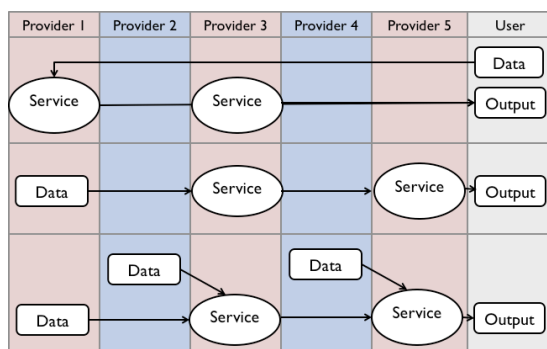 Provider 1 Provider 2 Provider 3 Provider 4 Provider 5 User
Data
Service Service Output
Data Service Service Output
Data Data
Data Service Service Output